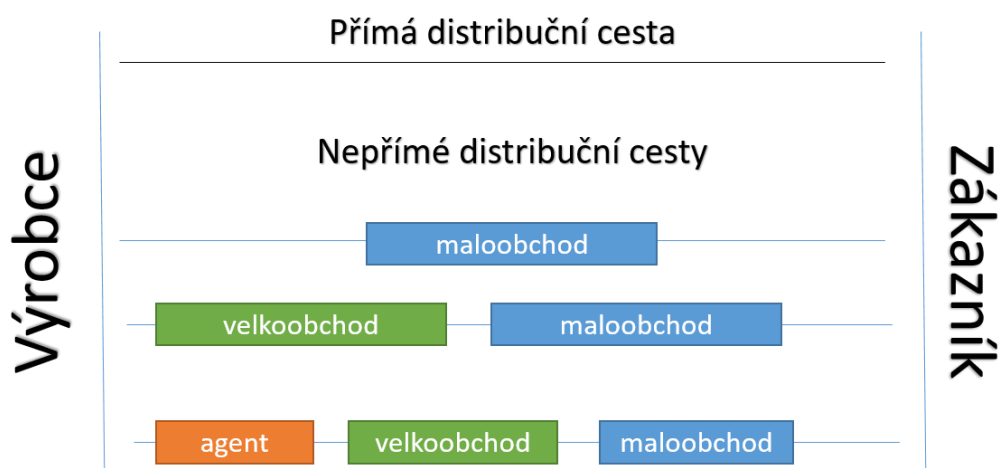 Přímá distribuční cesta
Výrobce
Nepřímé distribuční cesty
Zákazník
maloobchod
velkoobchod
maloobchod
agent
velkoobchod
maloobchod